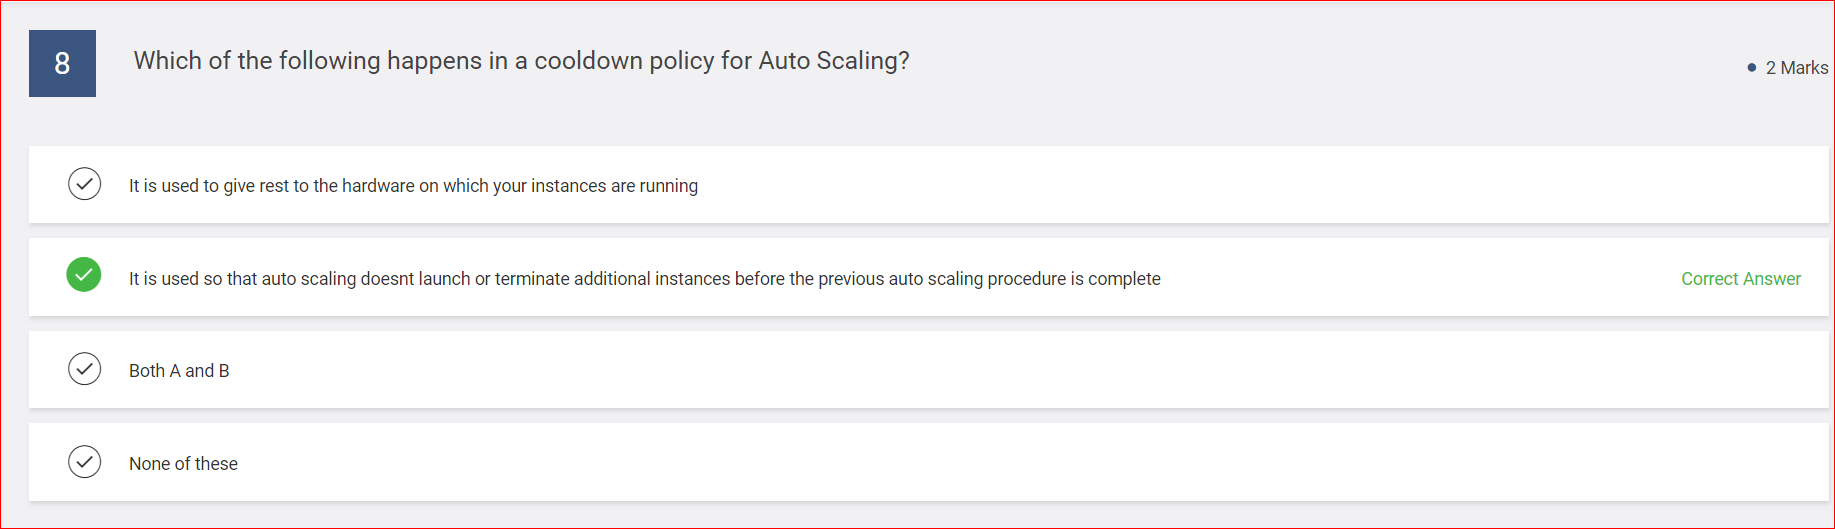 8
Which of the following happens in a cooldown policy for Auto Scaling?
2 Marks
It is used to give rest to the hardware on which your instances are running
It is used so that auto scaling doesnt launch or terminate additional instances before the previous auto scaling procedure is complete
Correct Answer
Both A and B
None of these